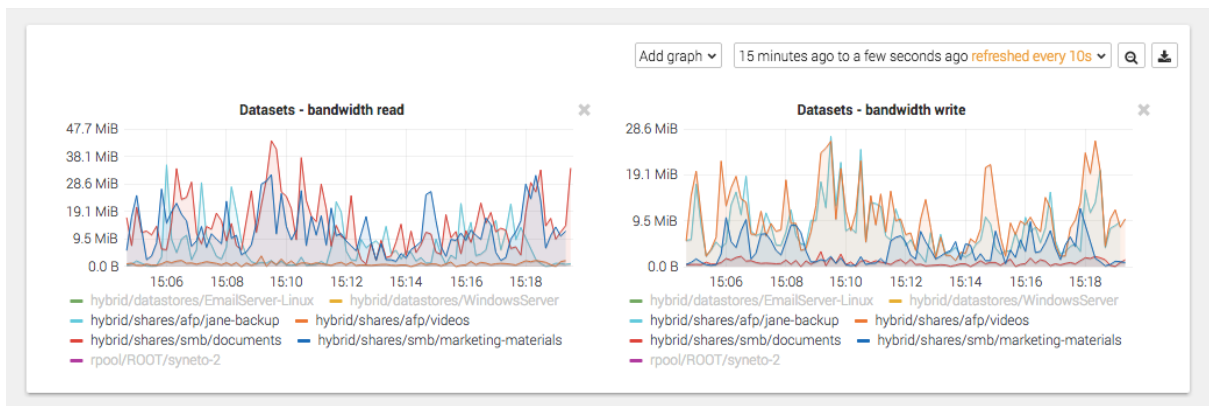 Add graph 15 minutes ago to a few seconds ago refreshed every 10s
Datasets - bandwidth read
47.7 MiB
38.1 MiB
28.6 MiB
19.1 MiB
9.5 MiB
0.0 B
15:06 15:08 15:10 15:12 15:14 15:16 15:18
hybrid/datastores/EmailServer-Linux hybrid/datastores/WindowsServer
hybrid/shares/afp/jane-backup hybrid/shares/afp/videos
hybrid/shares/smb/documents hybrid/shares/smb/marketing-materials
rpool/ROOT/syneto-2
Datasets - bandwidth write
28.6 MiB
19.1 MiB
9.5 MiB
0.0 B
15:06 15:08 15:10 15:12 15:14 15:16 15:18
hybrid/datastores/EmailServer-Linux hybrid/datastores/WindowsServer
hybrid/shares/afp/jane-backup hybrid/shares/afp/videos
hybrid/shares/smb/documents hybrid/shares/smb/marketing-materials
rpool/ROOT/syneto-2